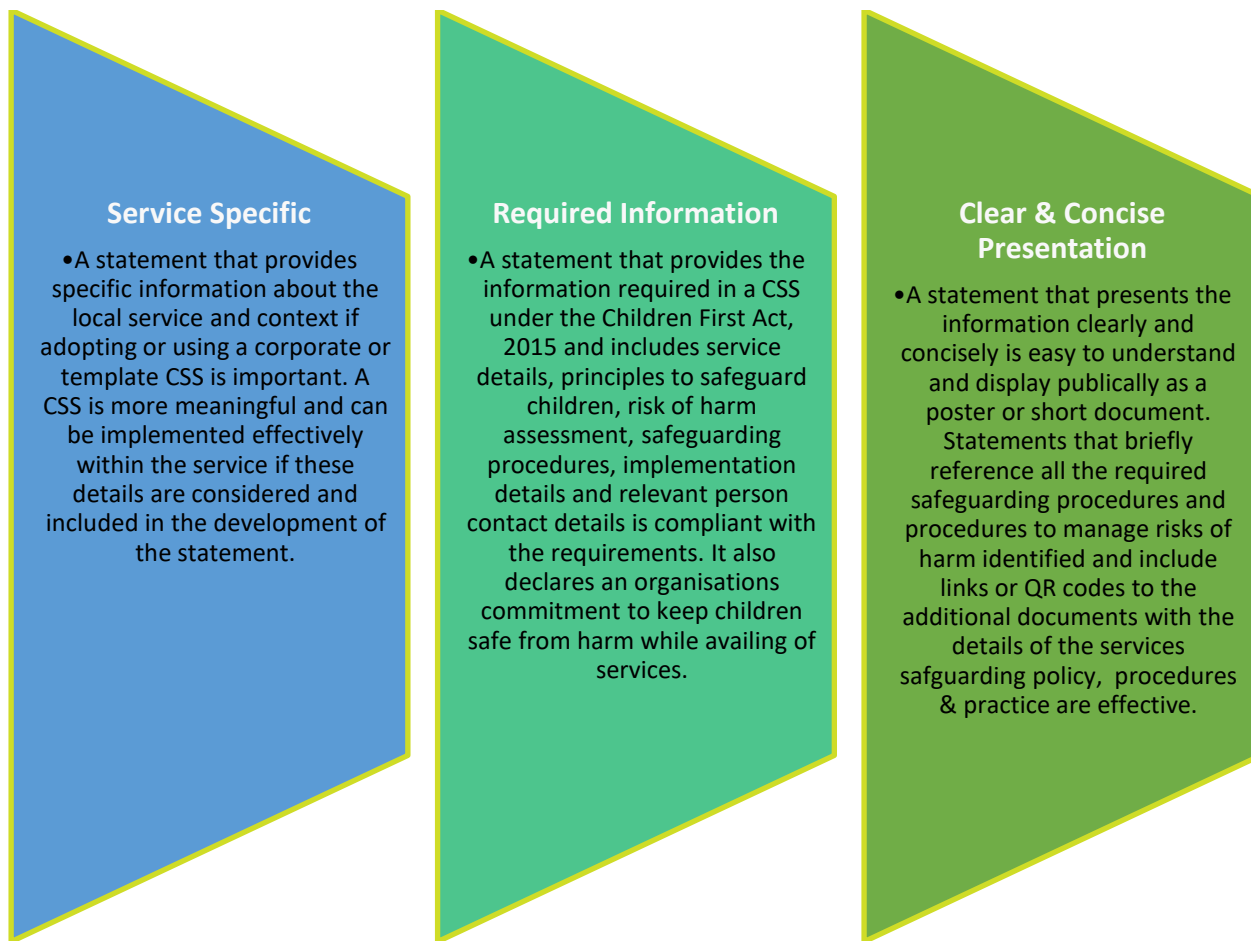 Service Specific
•A statement that provides
specific information about the
local service and context if
adopting or using a corporate or
template CSS is important. A
CSS is more meaningful and can
be implemented effectively
within the service if these
details are considered and
included in the development of
the statement.
Required Information
•A statement that provides the
information required in a CSS
under the Children First Act,
2015 and includes service
details, principles to safeguard
children, risk of harm
assessment, safeguarding
procedures, implementation
details and relevant person
contact details is compliant with
the requirements. It also
declares an organisations
commitment to keep children
safe from harm while availing of
services.
Clear & Concise
Presentation
•A statement that presents the
information clearly and
concisely is easy to understand
and display publically as a
poster or short document.
Statements that briefly
reference all the required
safeguarding procedures and
procedures to manage risks of
harm identified and include
links or QR codes to the
additional documents with the
details of the services
safguarding policy,  procedures
& practice are effective.